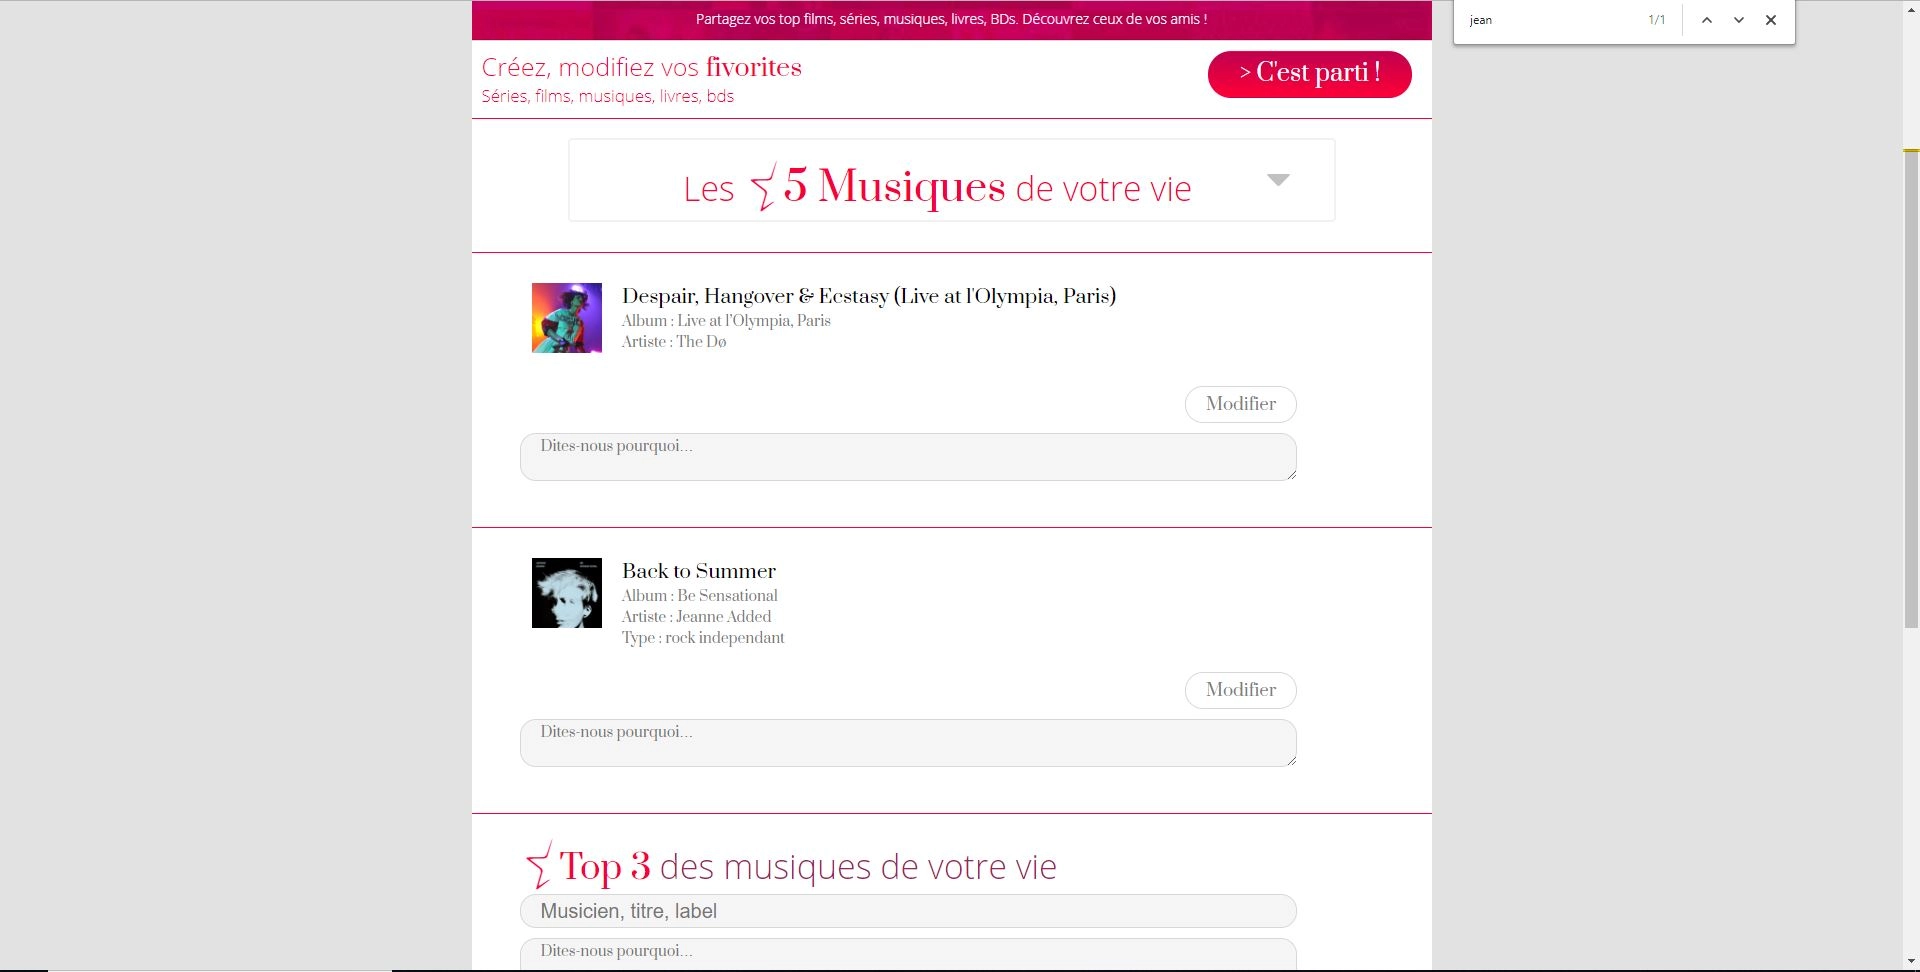 Partagez vos top films, séries, musiques, livres, BDs. Découvrez ceux de vos amis !
jean 1/1
Créez, modifiez vos fivorites
Séries, films, musiques, livres, bds
> C'est parti !
Les 5 Musiques de votre vie
Despair, Hangover & Ecstasy (Live at l'Olympia, Paris)
Album : Live at l'Olympia, Paris
Artiste : The Dø
Modifier
Dites-nous pourquoi...
Back to Summer
Album : Be Sensational
Artiste : Jeanne Added
Type : rock independant
Modifier
Dites-nous pourquoi...
Top 3 des musiques de votre vie
Musicien, titre, label
Dites-nous pourquoi...